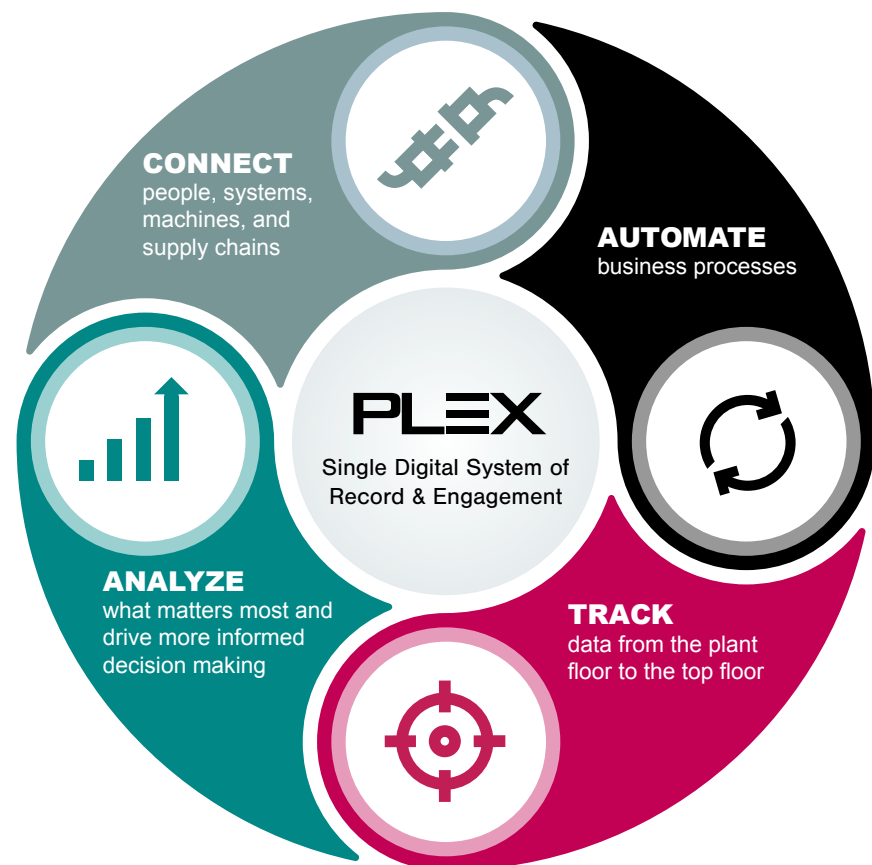 CONNECT
people, systems,
machines, and
supply chains
AUTOMATE
business processes
PLEX
Single Digital System of
Record & Engagement
ANALYZE
what matters most and
drive more informed
decision making
TRACK
data from the plant
floor to the top floor